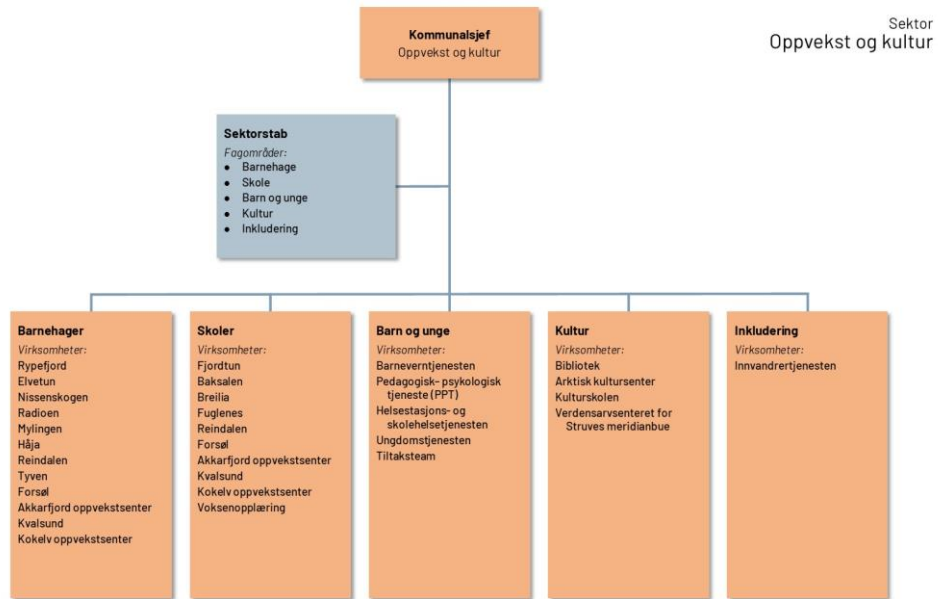 Sektor
Oppvekst og kultur
Kommunalsjef
Oppvekst og kultur
Sektorstab
Fagområder:
● Barnehage
● Skole
● Barn og unge
● Kultur
● Inkludering
Barnehager
Virksomheter:
Rypefjord
Elvetun
Nissenskogen
Radioen
Mylingen
Håja
Reindalen
Tyven
Forsøl
Akkarfjord oppvekstsenter
Kvalsund
Kokelv oppvekstsenter
Skoler
Virksomheter:
Fjordtun
Baksalen
Breilia
Fuglenes
Reindalen
Forsøl
Akkarfjord oppvekstsenter
Kvalsund
Kokelv oppvekstsenter
Voksenopplæring
Barn og unge
Virksomheter:
Barneverntjenesten
Pedagogisk- psykologisk
tjeneste (PPT)
Helsestasjons- og
skolehelsetjenesten
Ungdomstjenesten
Tiltaksteam
Kultur
Virksomheter:
Bibliotek
Arktisk kultursenter
Kulturskolen
Verdensarvsenteret for
Struves meridianbue
Inkludering
Virksomheter:
Innvandrertjenesten